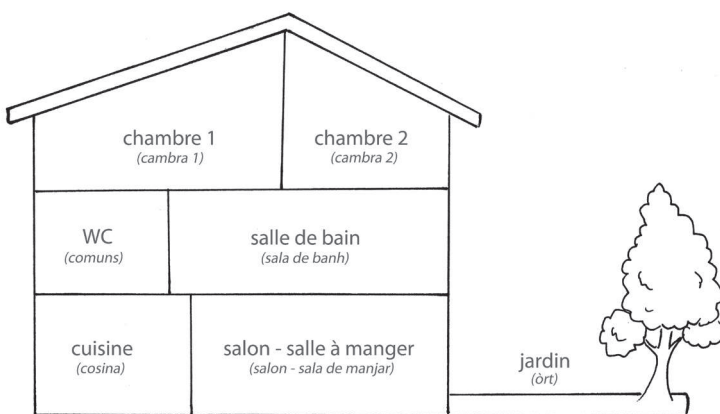 chambre 1
(cambra 1)
chambre 2
(cambra 2)
WC
(comuns)
salle de bain
(sala de banh)
cuisine
(cosina)
salon - salle à manger
(salon - sala de manjar)
jardin
(òrt)